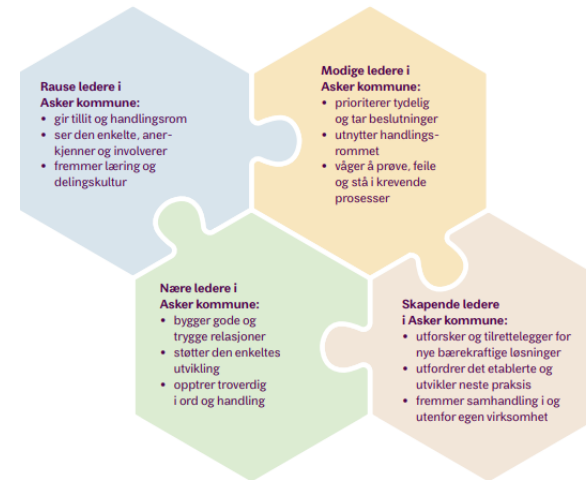 Rause ledere i
Asker kommune:
• gir tillit og handlingsrom
• ser den enkelte, aner-
kjenner og involverer
• fremmer læring og
delingskultur
Modige ledere i
Asker kommune:
• prioriterer tydelig
og tar beslutninger
• utnytter handlings-
rommet
• våger å prøve, feile
og stå i krevende
prosesser
Nære ledere i
Asker kommune:
• bygger gode og
trygge relasjoner
• støtter den enkeltes
utvikling
• opptrer troverdig
i ord og handling
Skapende ledere
i Asker kommune:
• utforsker og tilrettelegger for
nye bærekraftige løsninger
• utfordrer det etablerte og
utvikler neste praksis
• fremmer samhandling i og
utenfor egen virksomhet